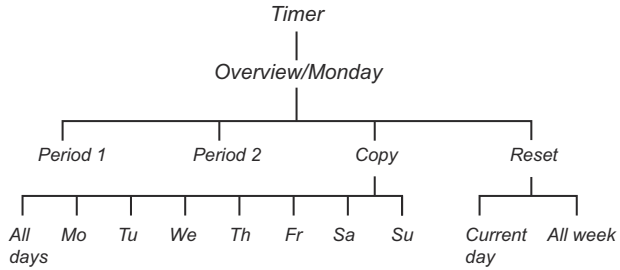 Timer
Overview/Monday
Period 1 Period 2 Copy Reset
All days Mo Tu We Th Fr Sa Su Current day All week